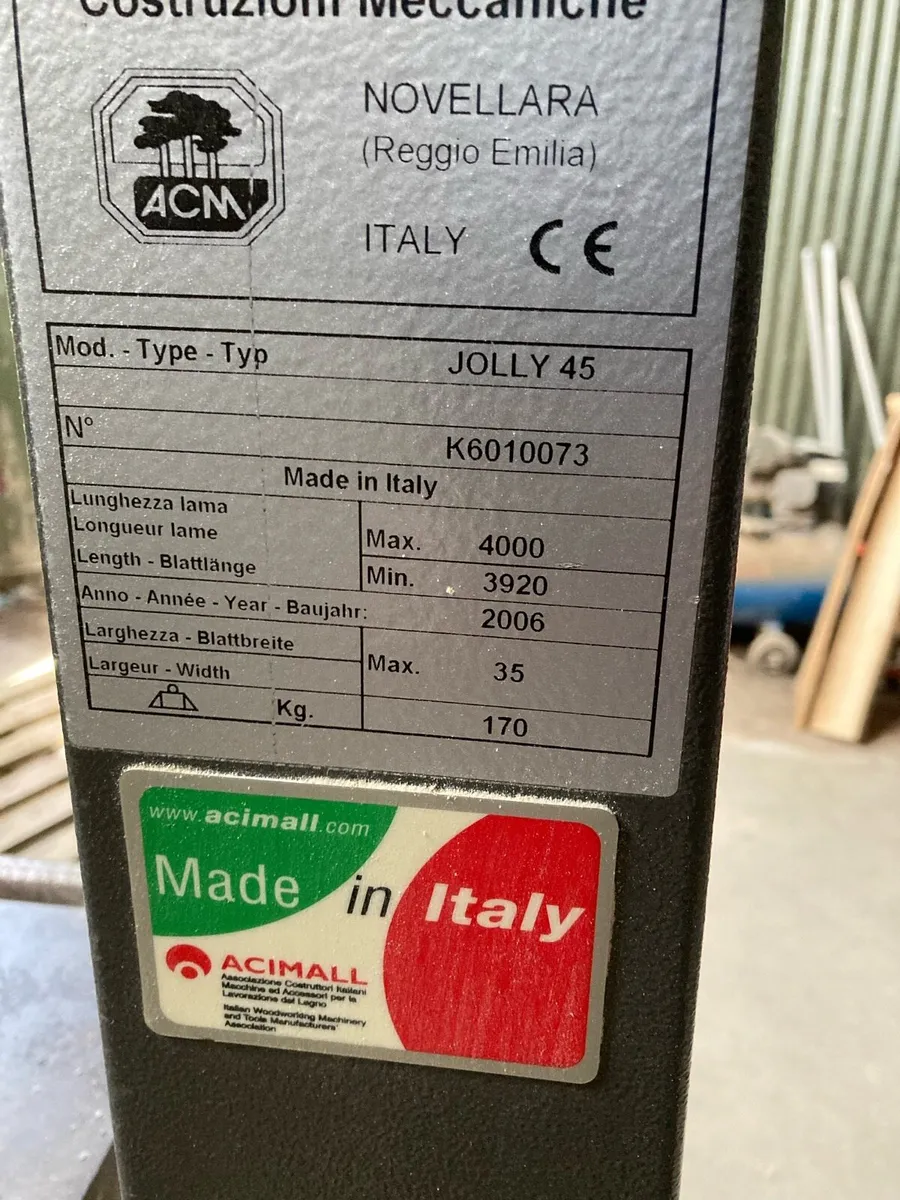 Costruzioni Meccaniche
NOVELLARA
(Reggio Emilia)
ACM
ITALY CE
Mod. - Type - Typ JOLLY 45
N° K6010073
Made in Italy
Lunghezza lama
Longueur lame
Length - Blattlänge
Max. 4000
Min. 3920
Anno - Année - Year - Baujahr: 2006
Larghezza - Blattbreite
Largeur - Width
Max. 35
Kg. 170
www.acimall.com
Made in Italy
ACIMALL
Associazione Costruttori Italiani
Macchine ed Accessori per la
Lavorazione del Legno
Italian Woodworking Machinery
and Tools Manufacturers'
Association